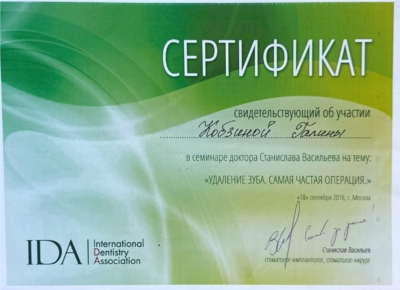 СЕРТИФИКАТ
свидетельствующий об участии
Кобзиной Галины
в семинаре доктора Станислава Васильева на тему:
«УДАЛЕНИЕ ЗУБА. САМАЯ ЧАСТАЯ ОПЕРАЦИЯ.»
«18» сентября 2016, г. Москва
Станислав Васильев
стоматолог-имплантолог, стоматолог-хирург
IDA International
Dentistry
Association